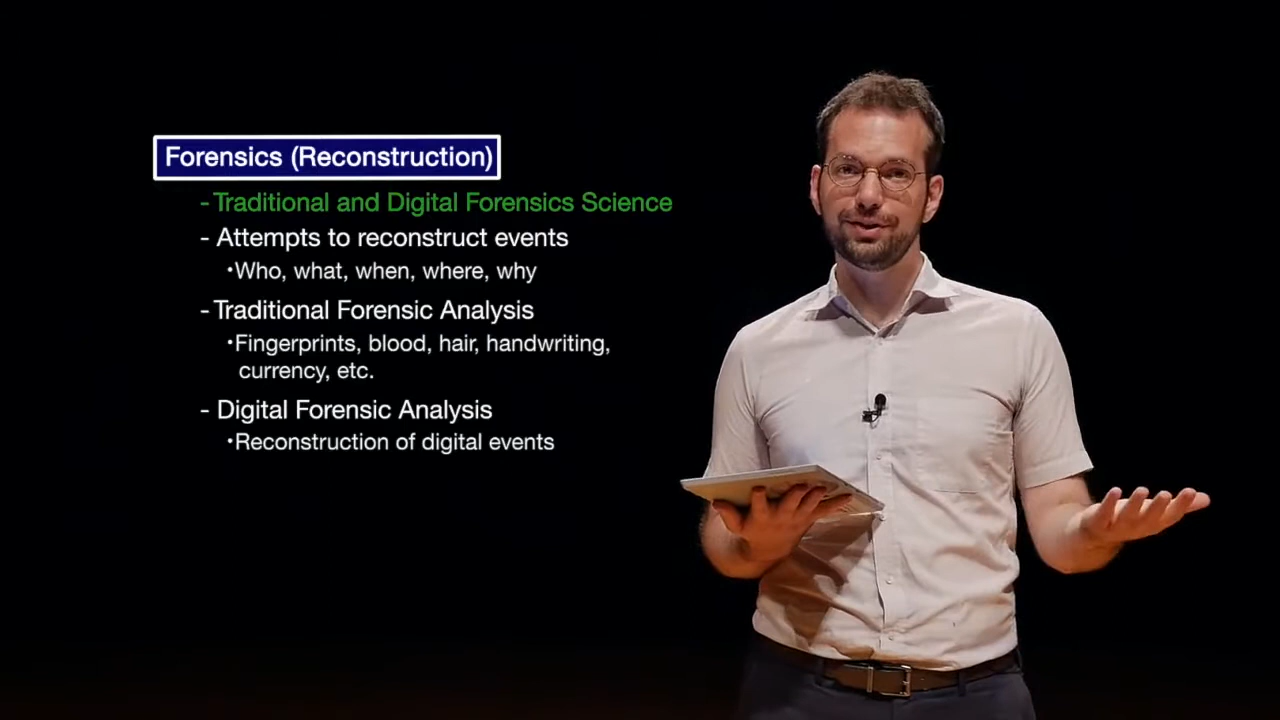 Forensics (Reconstruction)
- Traditional and Digital Forensics Science
- Attempts to reconstruct events
•Who, what, when, where, why
- Traditional Forensic Analysis
•Fingerprints, blood, hair, handwriting,
currency, etc.
- Digital Forensic Analysis
•Reconstruction of digital events